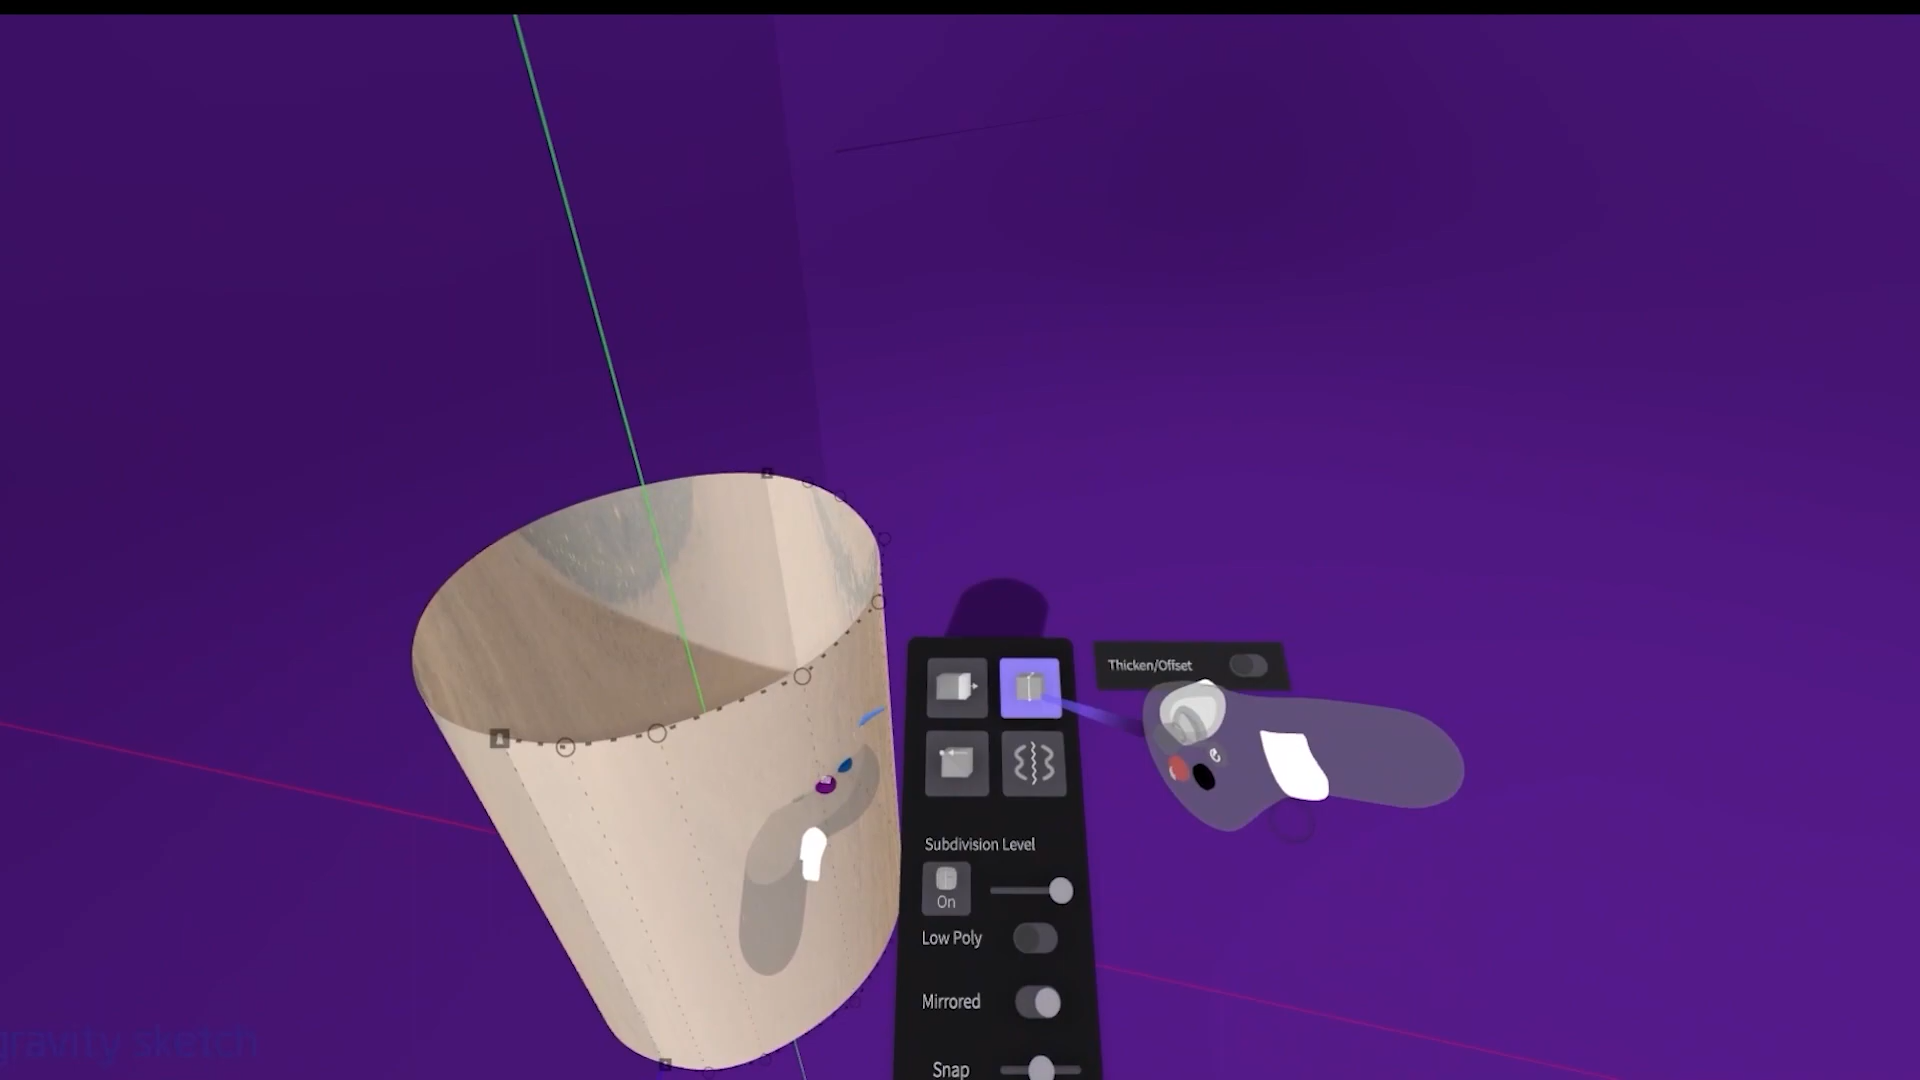 Thicken/Offset
Subdivision Level
On
Low Poly
Mirrored
Snap
gravity sketch